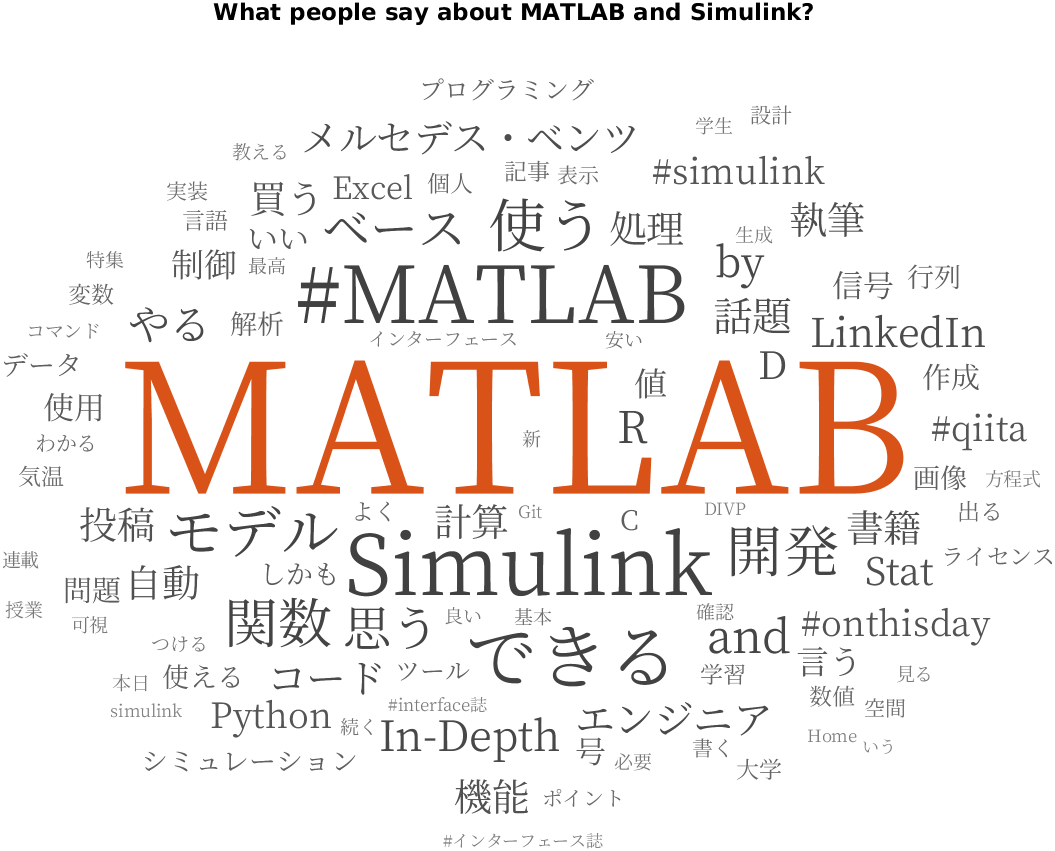 What people say about MATLAB and Simulink?
プログラミング
メルセデス・ベンツ
学生
設計
教える
記事
表示
#simulink
実装
買う
Excel
個人
言語
いい
ベース
使う
処理
生成
執筆
特集
制御
最高
#MATLAB
by
信号
行列
変数
コマンド
やる
解析
インターフェース
安い
話題
LinkedIn
データ
MATLAB
値
D
作成
使用
わかる
新
R
#qiita
気温
画像
方程式
投稿
モデル
よく
計算
Git
C
DIVP
書籍
出る
連載
問題
自動
しかも
Simulink
開発
Stat
ライセンス
授業
可視
関数
思う
良い
基本
できる
確認
and
#onthisday
つける
言う
本日
使える
コード
ツール
学習
見る
simulink
Python
続く
#interface誌
In-Depth
エンジニア
数値
空間
シミュレーション
号
必要
書く
大学
Home
いう
機能
ポイント
#インターフェース誌